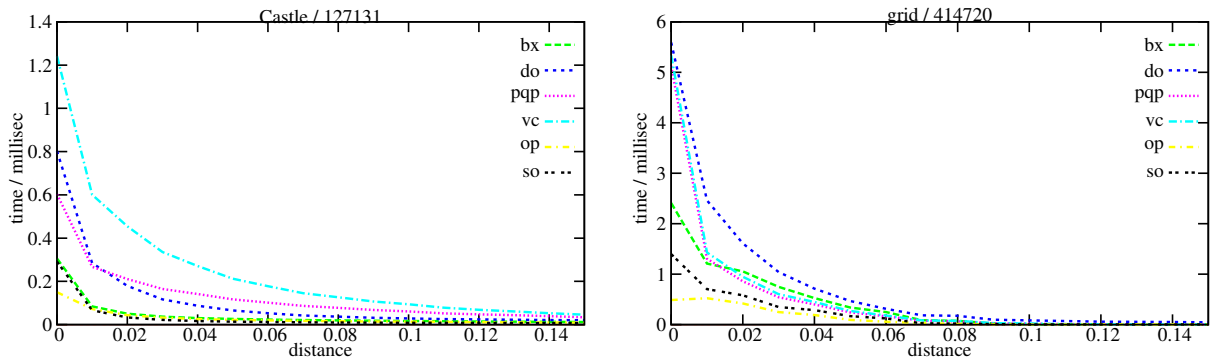 Castle / 127131
1.4
1.2
1
0.8
0.6
0.4
0.2
0
time / millisec
bx
do
pqp
vc
op
so
0 0.02 0.04 0.06 0.08 0.1 0.12 0.14
distance
grid / 414720
6
5
4
3
2
1
0
time / millisec
bx
do
pqp
vc
op
so
0 0.02 0.04 0.06 0.08 0.1 0.12 0.14
distance